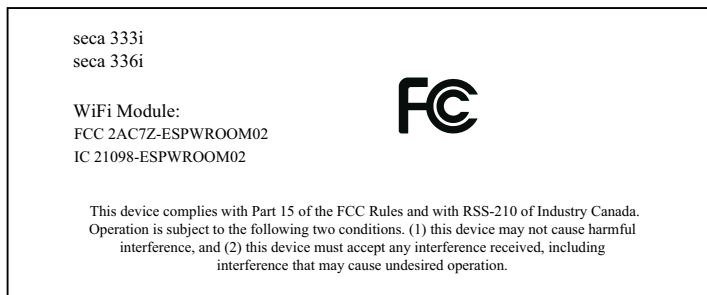 seca 333i
seca 336i
WiFi Module:
FCC 2AC7Z-ESPWROOM02
IC 21098-ESPWROOM02
FC
This device complies with Part 15 of the FCC Rules and with RSS-210 of Industry Canada.
Operation is subject to the following two conditions. (1) this device may not cause harmful
interference, and (2) this device must accept any interference received, including
interference that may cause undesired operation.